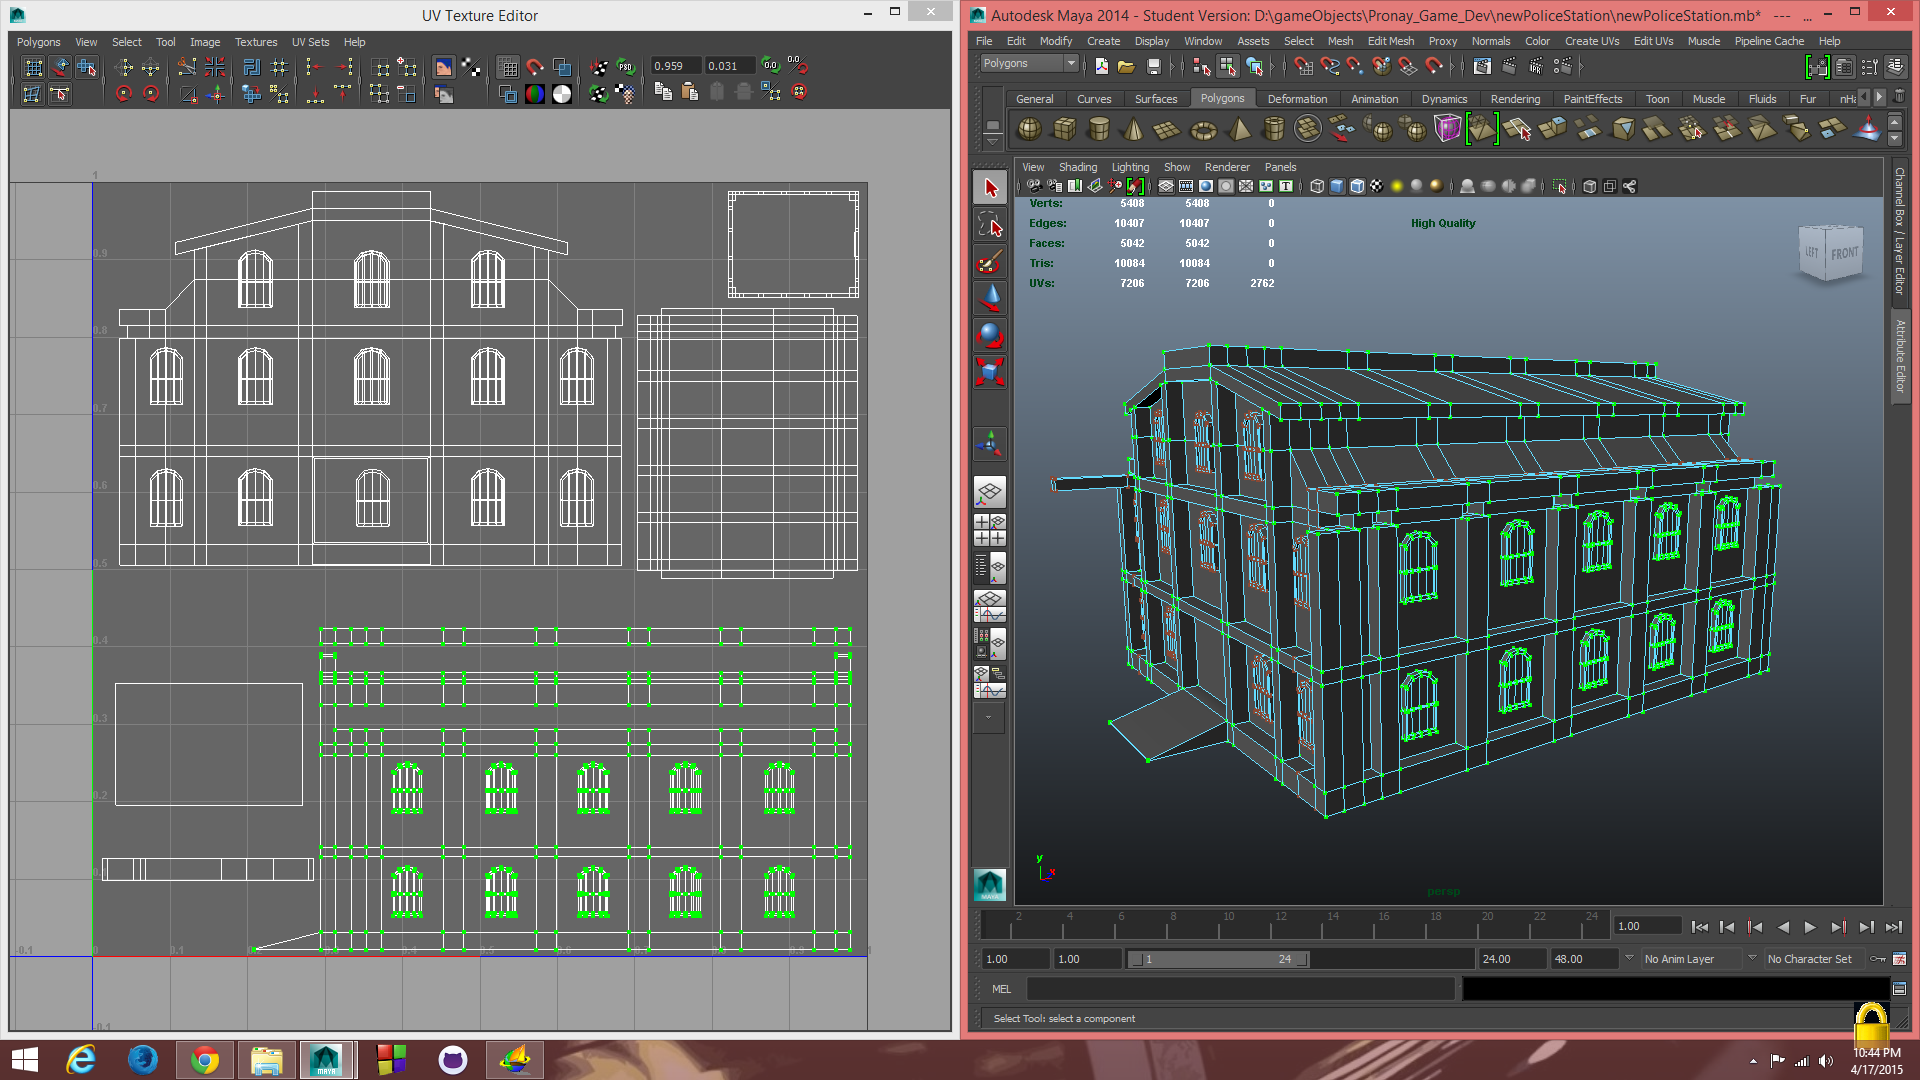 UV Texture Editor
Polygons View Select Tool Image Textures UV Sets Help
0.959 0.031
1
0.9
0.8
0.7
0.6
0.5
0.4
0.3
0.2
-0.1 0 0.1
-0.1
Autodesk Maya 2014 - Student Version: D:\gameObjects\Pronay_Game_Dev\newPoliceStation\newPoliceStation.mb* --- ...
File Edit Modify Create Display Window Assets Select Mesh Edit Mesh Proxy Normals Color Create UVs Edit UVs Muscle Pipeline Cache Help
Polygons
General Curves Surfaces Polygons Deformation Animation Dynamics Rendering PaintEffects Toon Muscle Fluids Fur nHa
View Shading Lighting Show Renderer Panels
Verts: 5408 5408 0
Edges: 10407 10407 0
Faces: 5042 5042 0
Tris: 10084 10084 0
UVs: 7206 7206 2762
High Quality
LEFT FRONT
Channel Box / Layer Editor
Attribute Editor
y
x
persp
MAYA
2 4 6 8 10 12 14 16 18 20 22 24
1.00
1.00 1.00 1 24 24.00 48.00 No Anim Layer No Character Set
MEL
Select Tool: select a component
MAYA
10:44 PM
4/17/2015